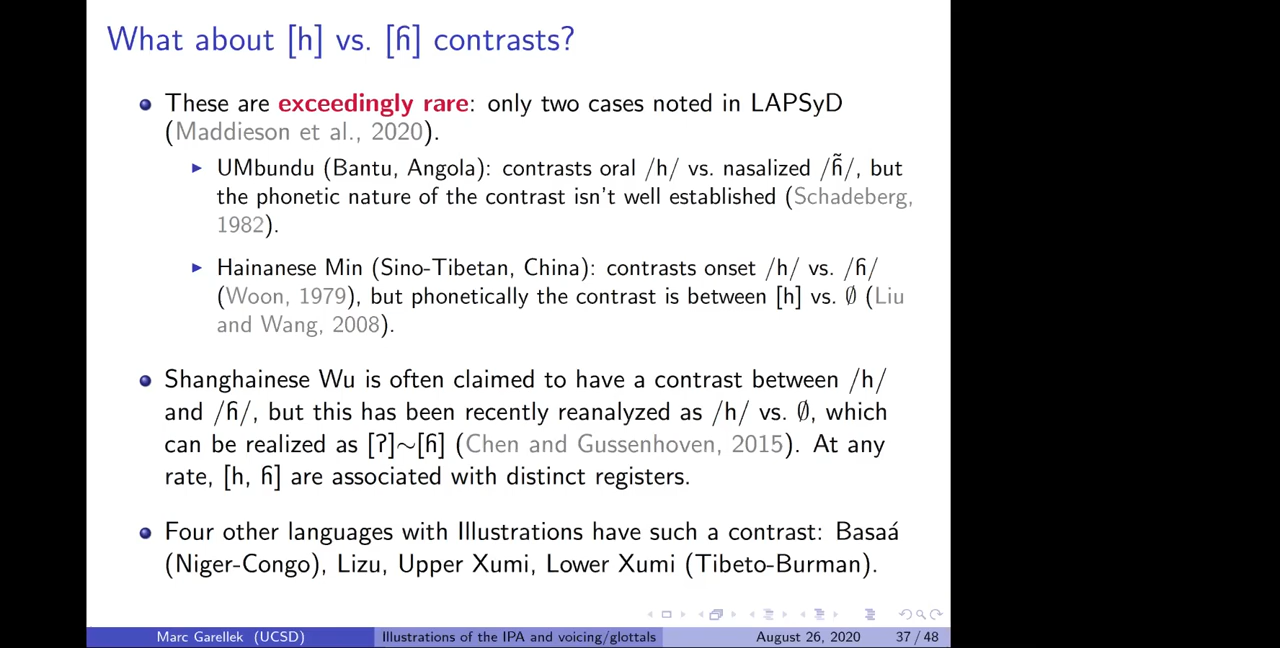 What about [h] vs. [ɦ] contrasts?
These are exceedingly rare: only two cases noted in LAPSyD
(Maddieson et al., 2020).
UMbundu (Bantu, Angola): contrasts oral /h/ vs. nasalized /ɦ̃/, but
the phonetic nature of the contrast isn't well established (Schadeberg,
1982).
Hainanese Min (Sino-Tibetan, China): contrasts onset /h/ vs. /ɦ/
(Woon, 1979), but phonetically the contrast is between [h] vs. ∅ (Liu
and Wang, 2008).
Shanghainese Wu is often claimed to have a contrast between /h/
and /ɦ/, but this has been recently reanalyzed as /h/ vs. ∅, which
can be realized as [ʔ]~[ɦ] (Chen and Gussenhoven, 2015). At any
rate, [h, ɦ] are associated with distinct registers.
Four other languages with Illustrations have such a contrast: Basaá
(Niger-Congo), Lizu, Upper Xumi, Lower Xumi (Tibeto-Burman).
Marc Garellek (UCSD) Illustrations of the IPA and voicing/glottals August 26, 2020 37 / 48